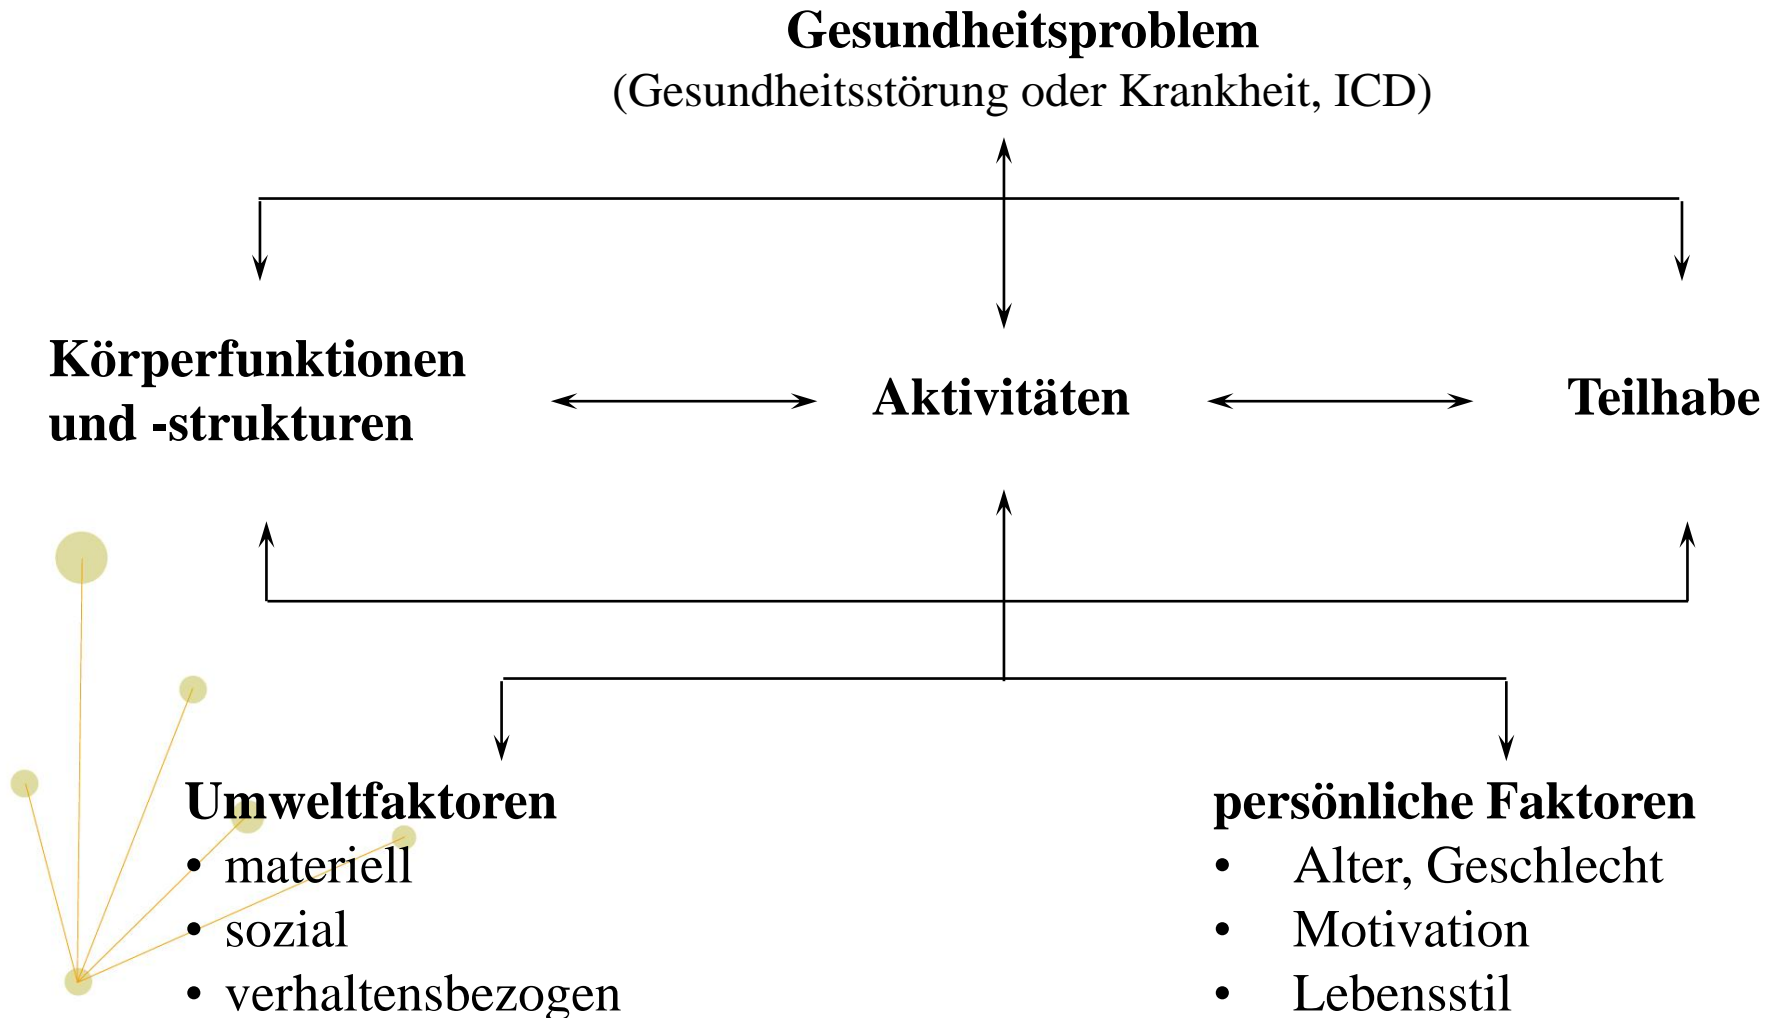 Gesundheitsproblem
(Gesundheitsstörung oder Krankheit, ICD)
Körperfunktionen
und -strukturen
Aktivitäten
Teilhabe
Umweltfaktoren
• materiell
• sozial
• verhaltensbezogen
persönliche Faktoren
• Alter, Geschlecht
• Motivation
• Lebensstil